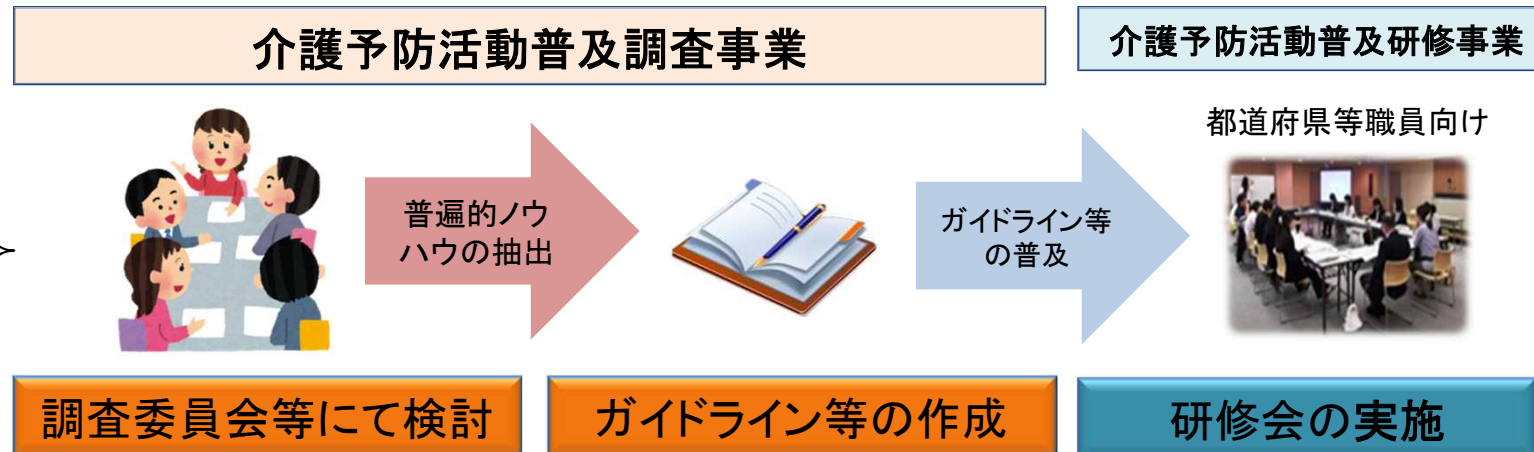 介護予防活動普及調査事業
介護予防活動普及研修事業
都道府県等職員向け
普遍的ノウ
ハウの抽出
ガイドライン等
の普及
調査委員会等にて検討
ガイドライン等の作成
研修会の実施